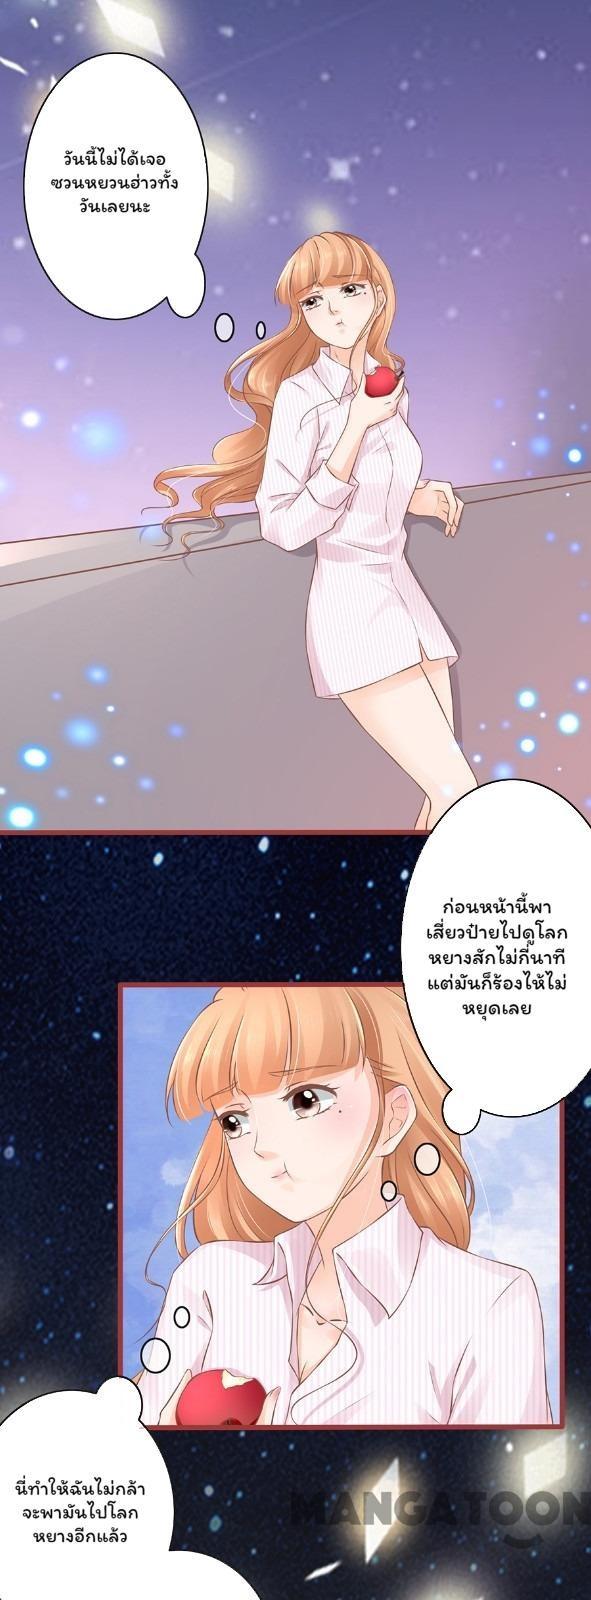 วันนี้ไม่ได้เจอ
ซวนหยวนฮ่าวทั้ง
วันเลยนะ
ก่อนหน้านี้พา
เสี่ยวป๋ายไปดูโลก
หยางสักไม่กี่นาที
แต่มันก็ร้องไห้ไม่
หยุดเลย
นี่ทำให้ฉันไม่กล้า
จะพามันไปโลก
หยางอีกแล้ว
MANGATOON